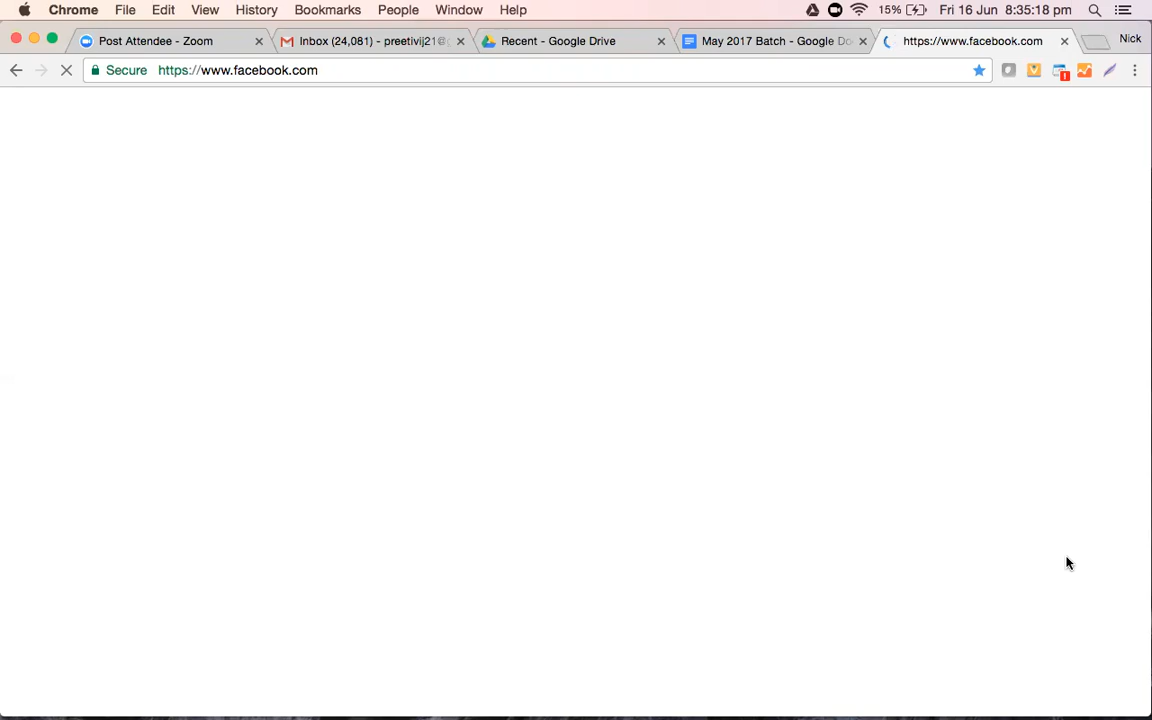 Chrome File Edit View History Bookmarks People Window Help 15% Fri 16 Jun 8:35:18 pm
Post Attendee - Zoom Inbox (24,081) - preetivij21@ Recent - Google Drive May 2017 Batch - Google Do https://www.facebook.com Nick
Secure https://www.facebook.com